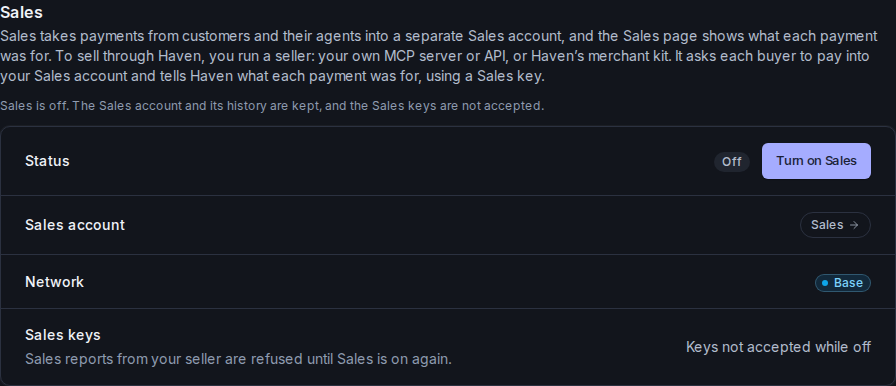 Sales
Sales takes payments from customers and their agents into a separate Sales account, and the Sales page shows what each payment
was for. To sell through Haven, you run a seller: your own MCP server or API, or Haven's merchant kit. It asks each buyer to pay into
your Sales account and tells Haven what each payment was for, using a Sales key.
Sales is off. The Sales account and its history are kept, and the Sales keys are not accepted.
Status
Off
Turn on Sales
Sales account
Sales →
Network
Base
Sales keys
Sales reports from your seller are refused until Sales is on again.
Keys not accepted while off